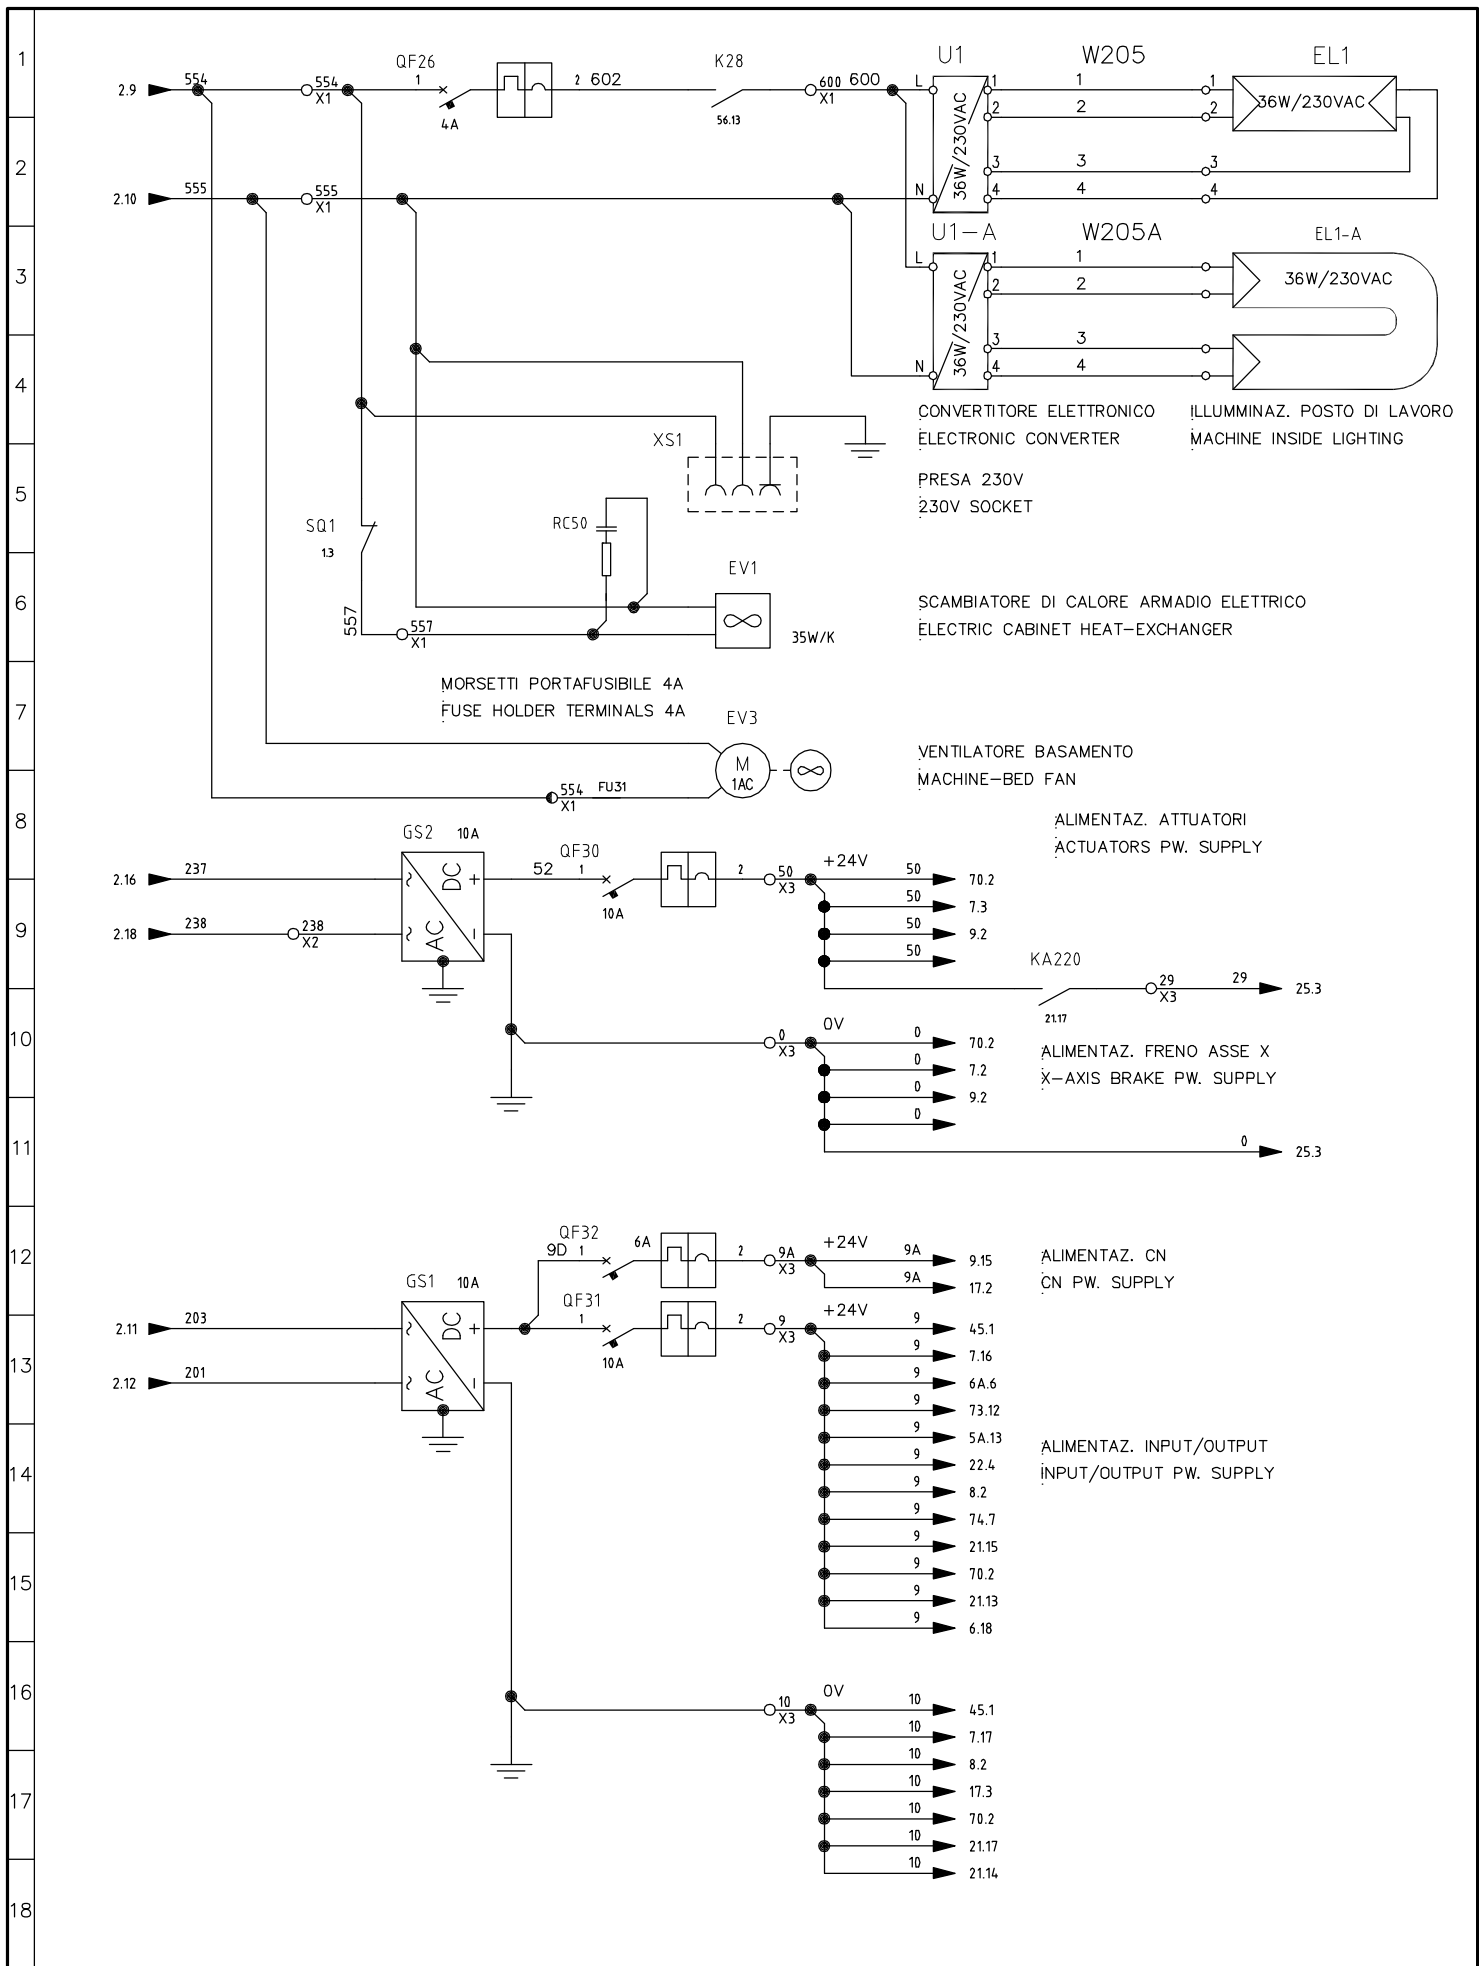 1
2.9
554
554
X1
QF26
1
4A
2 602
K28
56.13
600
X1
600
U1
L
N
36W/230VAC
1
2
3
4
W205
1
2
3
4
1
2
3
4
EL1
36W/230VAC
2
2.10
555
555
X1
U1-A
L
N
36W/230VAC
1
2
3
4
W205A
1
2
3
4
EL1-A
36W/230VAC
3
4
CONVERTITORE ELETTRONICO
ELECTRONIC CONVERTER
ILLUMMINAZ. POSTO DI LAVORO
MACHINE INSIDE LIGHTING
XS1
5
PRESA 230V
230V SOCKET
SQ1
1.3
RC50
EV1
6
557
557
X1
35W/K
SCAMBIATORE DI CALORE ARMADIO ELETTRICO
ELECTRIC CABINET HEAT-EXCHANGER
MORSETTI PORTAFUSIBILE 4A
FUSE HOLDER TERMINALS 4A
7
EV3
M
1AC
VENTILATORE BASAMENTO
MACHINE-BED FAN
554
X1
FU31
8
ALIMENTAZ. ATTUATORI
ACTUATORS PW. SUPPLY
GS2 10A
DC
AC
+
-
~
~
2.16
237
52
QF30
1
10A
2
50
X3
+24V
50
70.2
50
7.3
9
2.18
238
238
X2
50
9.2
50
KA220
21.17
29
X3
29
25.3
10
0
X3
0V
0
70.2
0
7.2
0
9.2
0
ALIMENTAZ. FRENO ASSE X
X-AXIS BRAKE PW. SUPPLY
11
0
25.3
12
QF32
9D 1
6A
2
9A
X3
+24V
9A
9.15
9A
17.2
ALIMENTAZ. CN
CN PW. SUPPLY
GS1 10A
DC
AC
+
-
~
~
2.11
203
QF31
1
10A
2
9
X3
+24V
9
45.1
13
2.12
201
9
7.16
9
6A.6
9
73.12
9
5A.13
14
9
22.4
9
8.2
9
74.7
ALIMENTAZ. INPUT/OUTPUT
INPUT/OUTPUT PW. SUPPLY
15
9
21.15
9
70.2
9
21.13
9
6.18
16
10
X3
0V
10
45.1
10
7.17
17
10
8.2
10
17.3
10
70.2
10
21.17
10
21.14
18